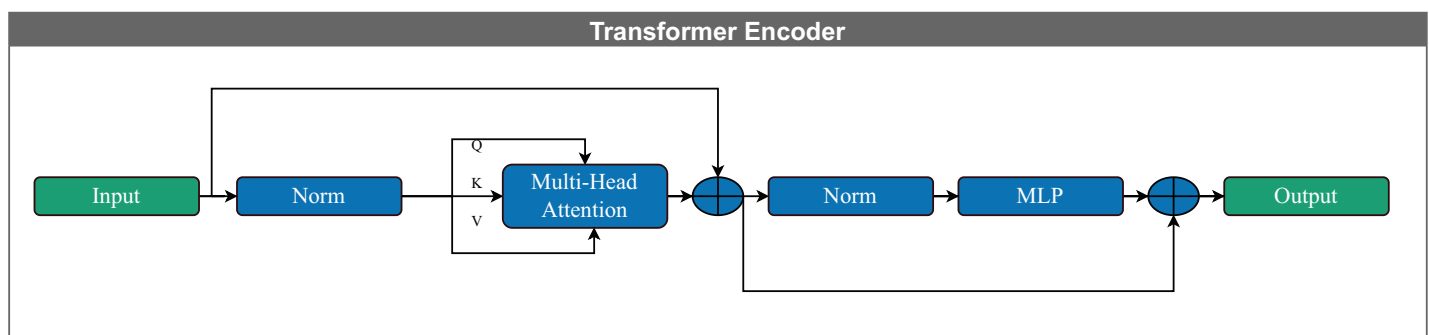 Transformer Encoder
Q
Input
Norm
K
Multi-Head
Attention
V
Norm
MLP
Output